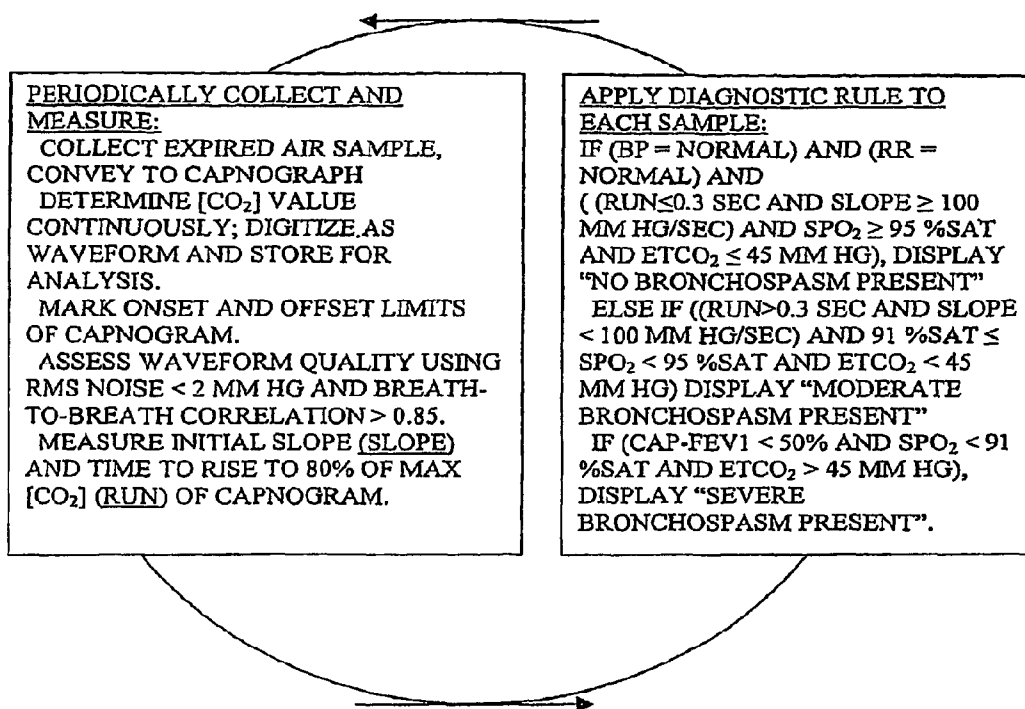 PERIODICALLY COLLECT AND
MEASURE:
COLLECT EXPIRED AIR SAMPLE,
CONVEY TO CAPNOGRAPH
DETERMINE [CO₂] VALUE
CONTINUOUSLY; DIGITIZE.AS
WAVEFORM AND STORE FOR
ANALYSIS.
MARK ONSET AND OFFSET LIMITS
OF CAPNOGRAM.
ASSESS WAVEFORM QUALITY USING
RMS NOISE < 2 MM HG AND BREATH-
TO-BREATH CORRELATION > 0.85.
MEASURE INITIAL SLOPE (SLOPE)
AND TIME TO RISE TO 80% OF MAX
[CO₂] (RUN) OF CAPNOGRAM.
APPLY DIAGNOSTIC RULE TO
EACH SAMPLE:
IF (BP = NORMAL) AND (RR =
NORMAL) AND
( (RUN≤0.3 SEC AND SLOPE ≥ 100
MM HG/SEC) AND SPO₂ ≥ 95 %SAT
AND ETCO₂ ≤ 45 MM HG), DISPLAY
"NO BRONCHOSPASM PRESENT"
ELSE IF ((RUN>0.3 SEC AND SLOPE
< 100 MM HG/SEC) AND 91 %SAT ≤
SPO₂ < 95 %SAT AND ETCO₂ < 45
MM HG) DISPLAY "MODERATE
BRONCHOSPASM PRESENT"
IF (CAP-FEV1 < 50% AND SPO₂ < 91
%SAT AND ETCO₂ > 45 MM HG),
DISPLAY "SEVERE
BRONCHOSPASM PRESENT".